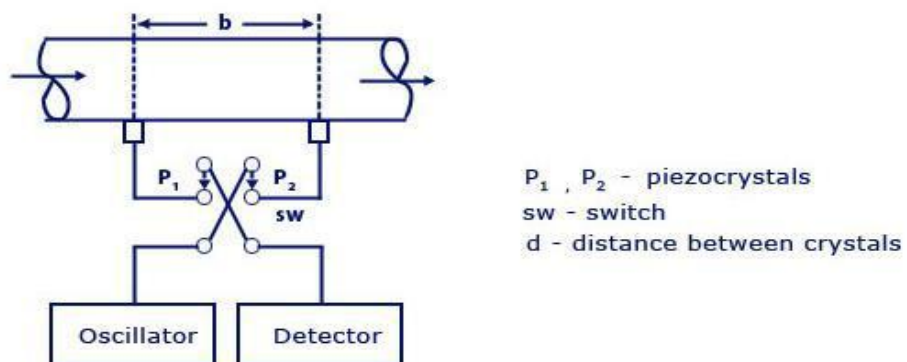 b
P₁
P₂
sw
Oscillator
Detector
P₁ , P₂ - piezocrystals
sw - switch
d - distance between crystals